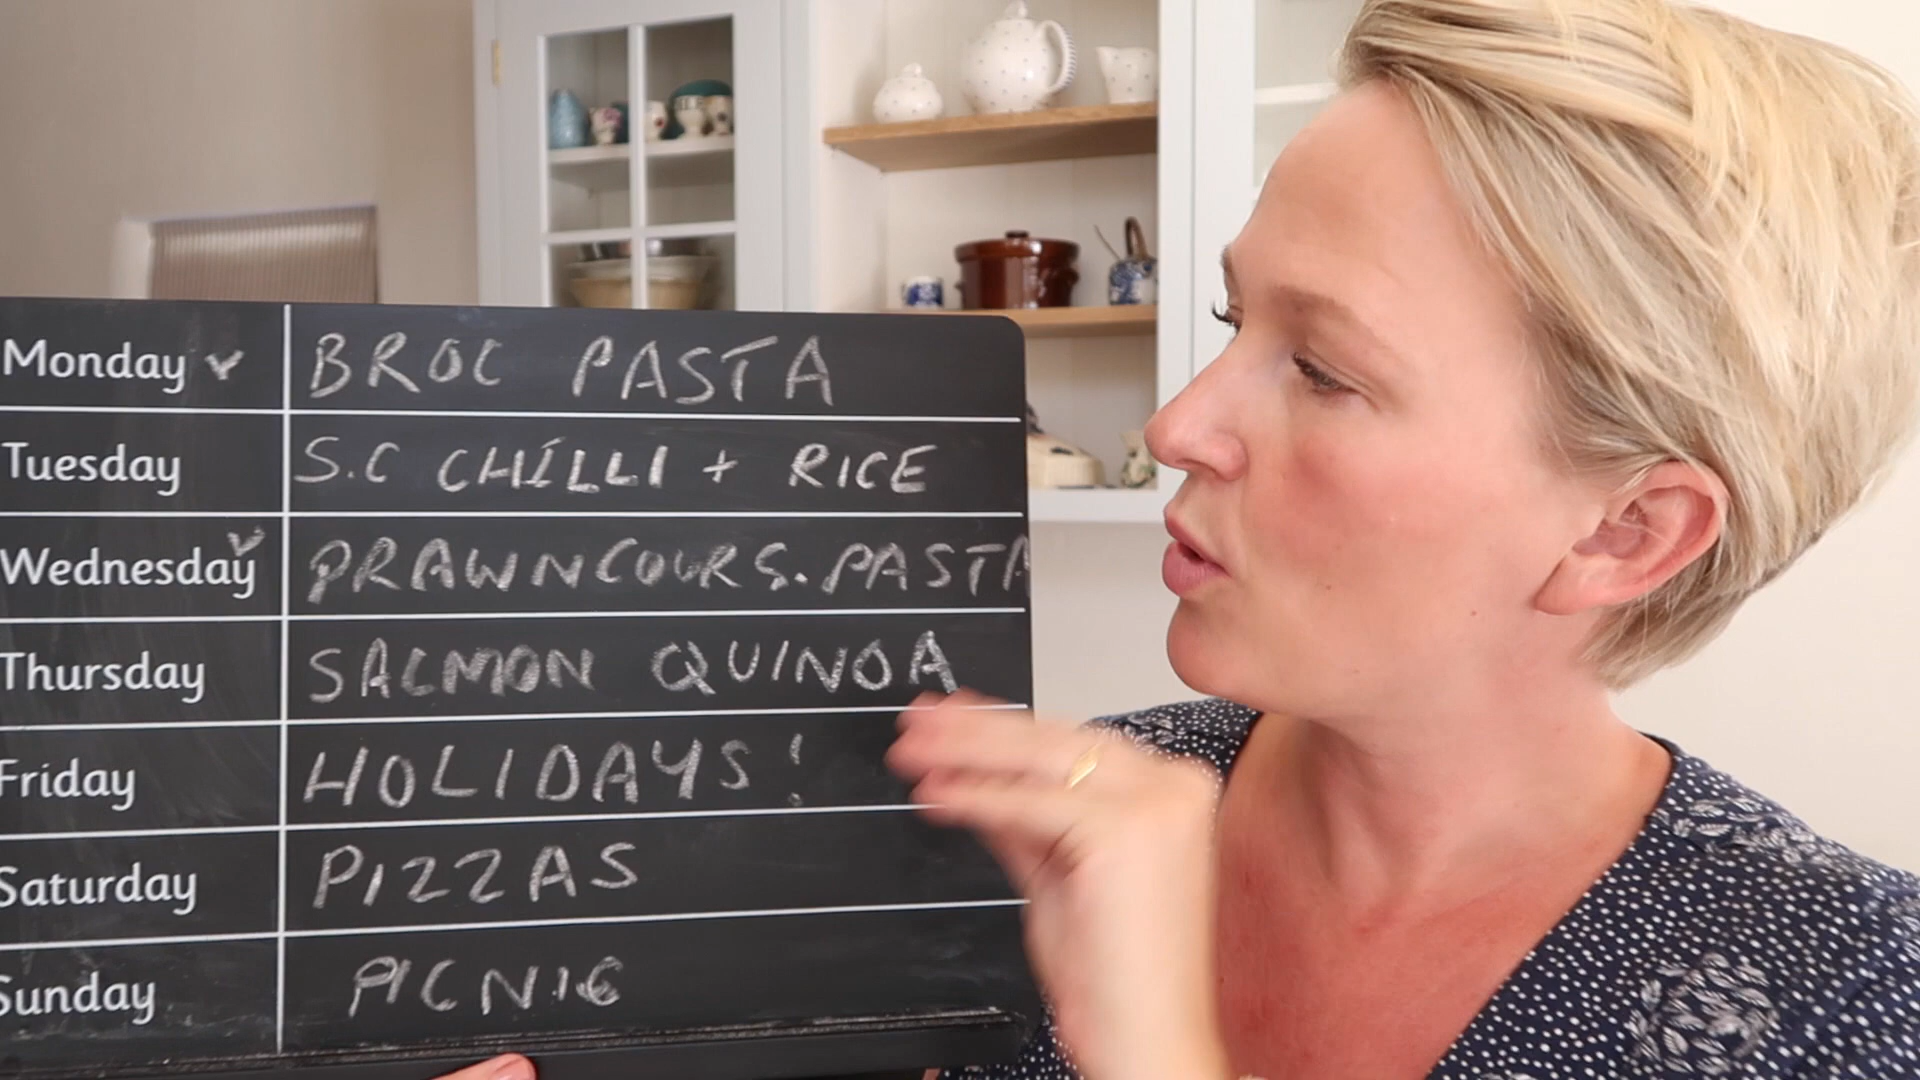 Monday BROC PASTA
Tuesday S.C CHILLI + RICE
Wednesday PRAWN COURG. PASTA
Thursday SALMON QUINOA
Friday HOLIDAYS!
Saturday PIZZAS
Sunday PICNIC